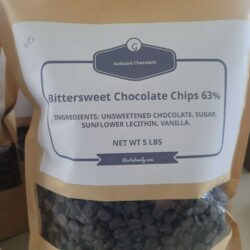 G
Guittard Chocolate
Bittersweet Chocolate Chips 63%
INGREDIENTS: UNSWEETENED CHOCOLATE, SUGAR,
SUNFLOWER LECITHIN, VANILLA.
NET WT 5 LBS